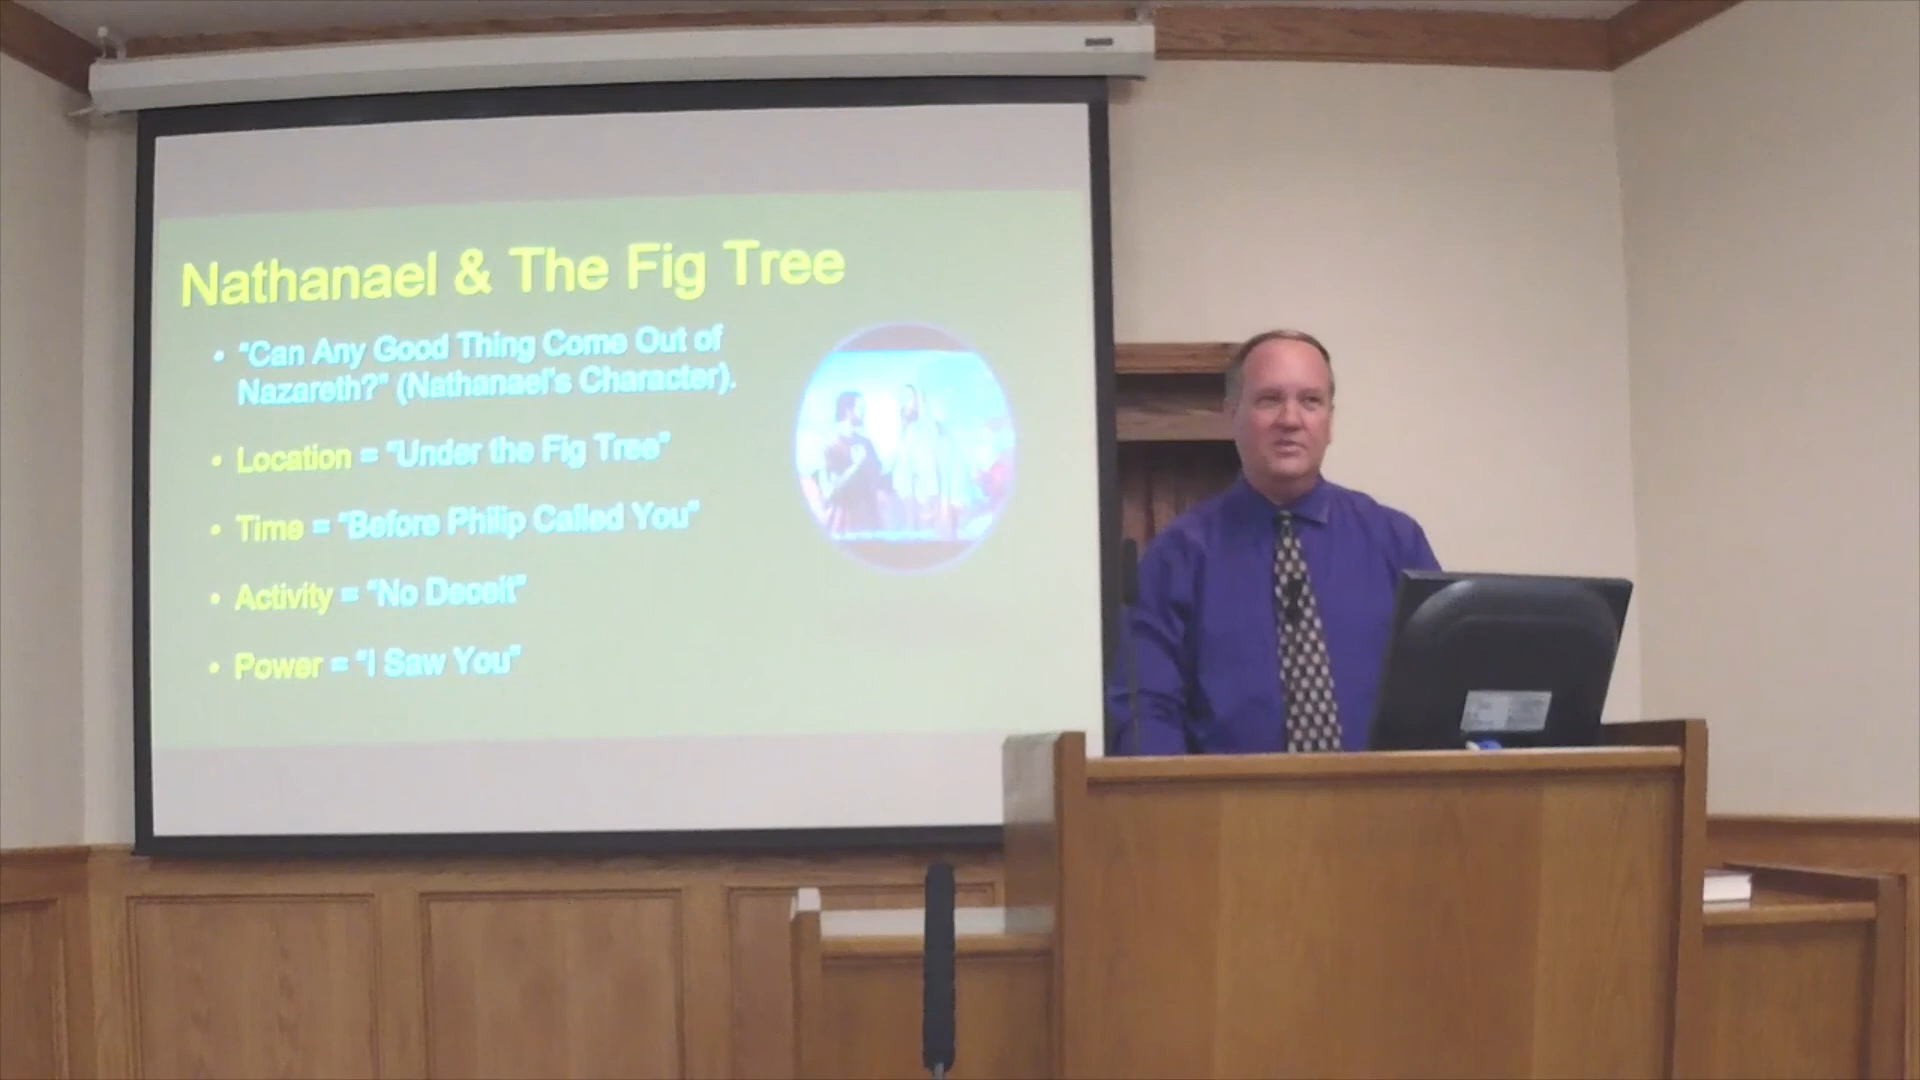 Nathanael & The Fig Tree
• "Can Any Good Thing Come Out of
Nazareth?" (Nathanael's Character).
• Location = "Under the Fig Tree"
• Time = "Before Philip Called You"
• Activity = "No Deceit"
• Power = "I Saw You"